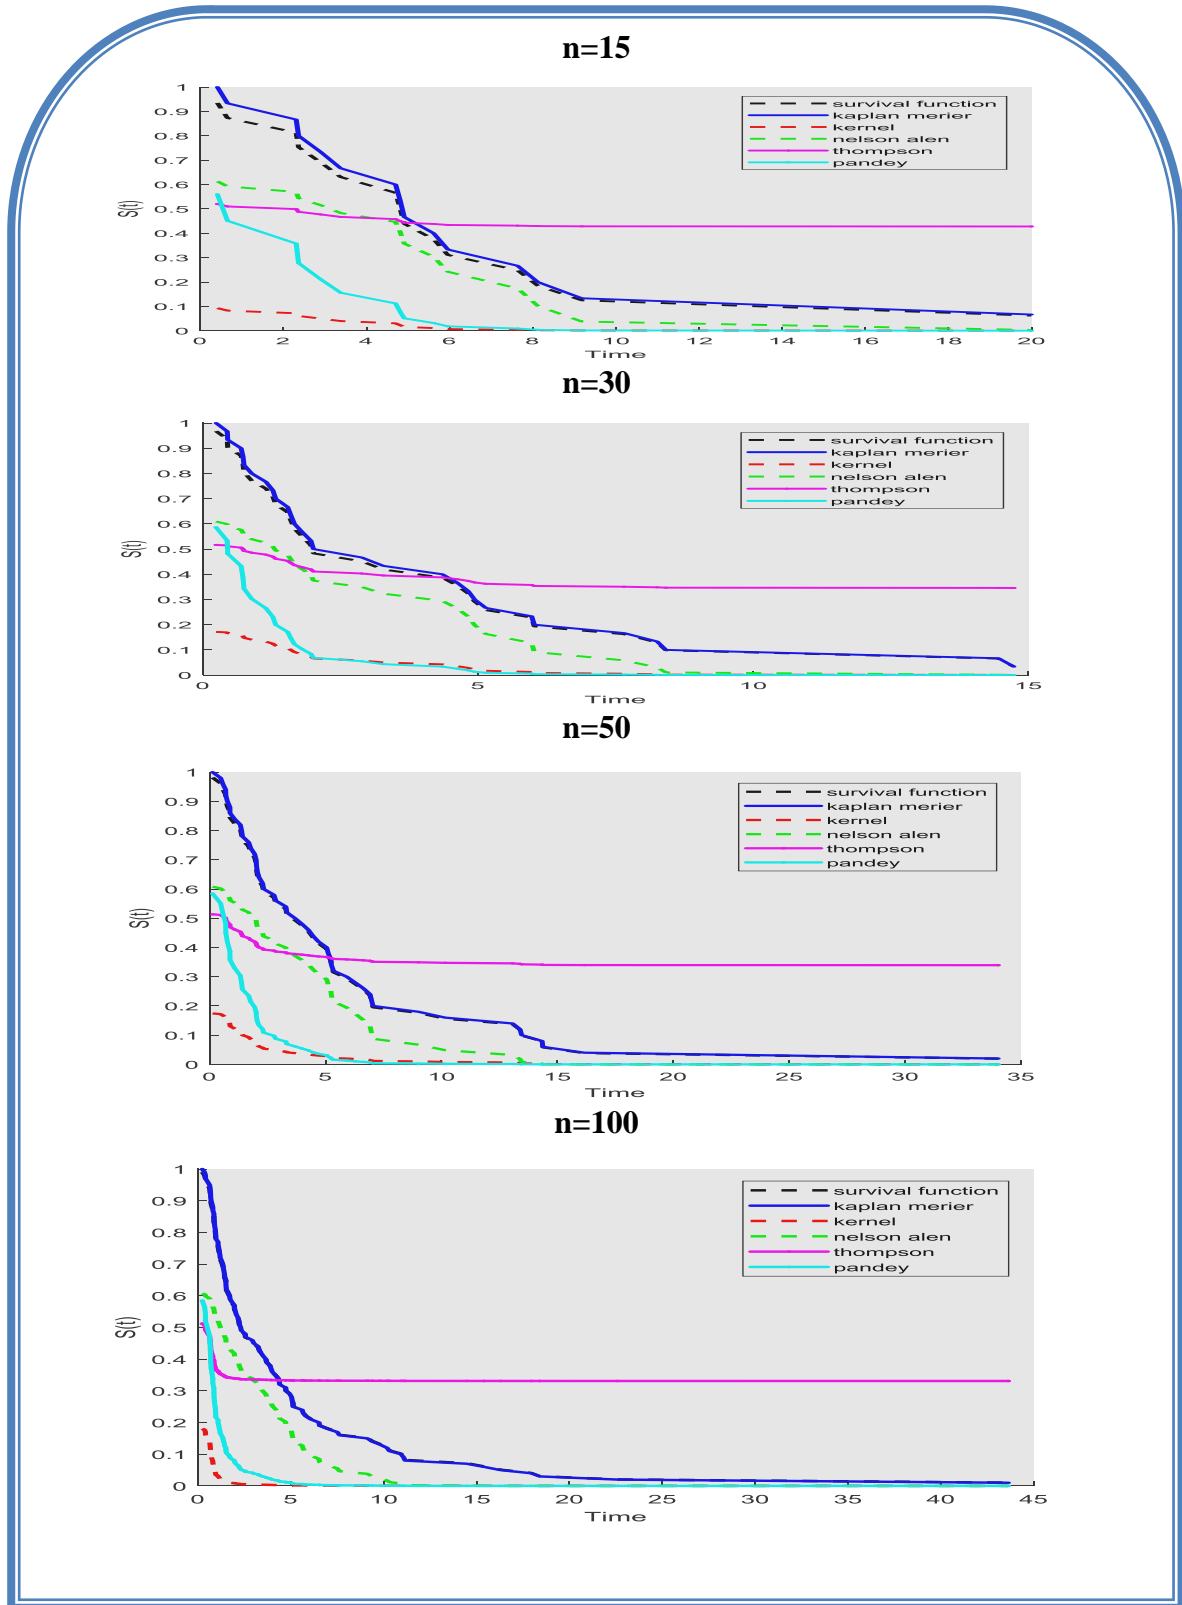 n=15
1
0.9
0.8
0.7
0.6
0.5
0.4
0.3
0.2
0.1
0
S(t)
survival function
kaplan merier
kernel
nelson alen
thompson
pandey
0 2 4 6 8 10 12 14 16 18 20
Time
n=30
1
0.9
0.8
0.7
0.6
0.5
0.4
0.3
0.2
0.1
0
S(t)
survival function
kaplan merier
kernel
nelson alen
thompson
pandey
0 5 10 15
Time
n=50
1
0.9
0.8
0.7
0.6
0.5
0.4
0.3
0.2
0.1
0
S(t)
survival function
kaplan merier
kernel
nelson alen
thompson
pandey
0 5 10 15 20 25 30 35
Time
n=100
1
0.9
0.8
0.7
0.6
0.5
0.4
0.3
0.2
0.1
0
S(t)
survival function
kaplan merier
kernel
nelson alen
thompson
pandey
0 5 10 15 20 25 30 35 40 45
Time